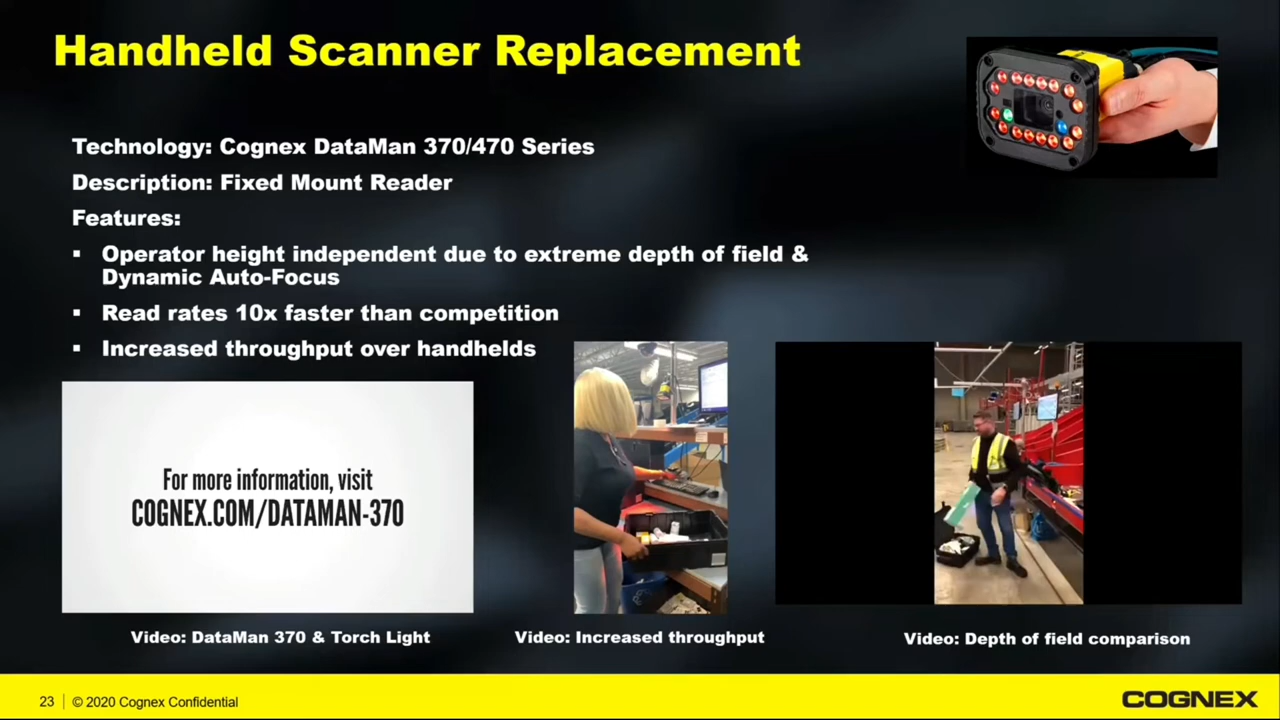 Handheld Scanner Replacement
Technology: Cognex DataMan 370/470 Series
Description: Fixed Mount Reader
Features:
▪ Operator height independent due to extreme depth of field &
Dynamic Auto-Focus
▪ Read rates 10x faster than competition
▪ Increased throughput over handhelds
For more information, visit
COGNEX.COM/DATAMAN-370
Video: DataMan 370 & Torch Light
Video: Increased throughput
Video: Depth of field comparison
23 | © 2020 Cognex Confidential
COGNEX